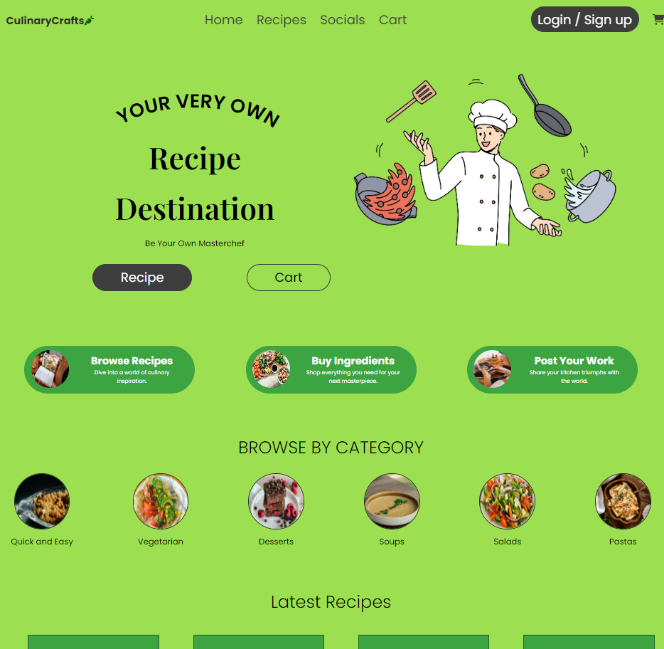 CulinaryCrafts
Home Recipes Socials Cart
Login / Sign up
YOUR VERY OWN
Recipe
Destination
Be Your Own Masterchef
Recipe
Cart
Browse Recipes
Dive into a world of culinary
inspiration.
Buy Ingredients
Shop everything you need for your
next masterpiece.
Post Your Work
Share your kitchen triumphs with
the world.
BROWSE BY CATEGORY
Quick and Easy
Vegetarian
Desserts
Soups
Salads
Pastas
Latest Recipes